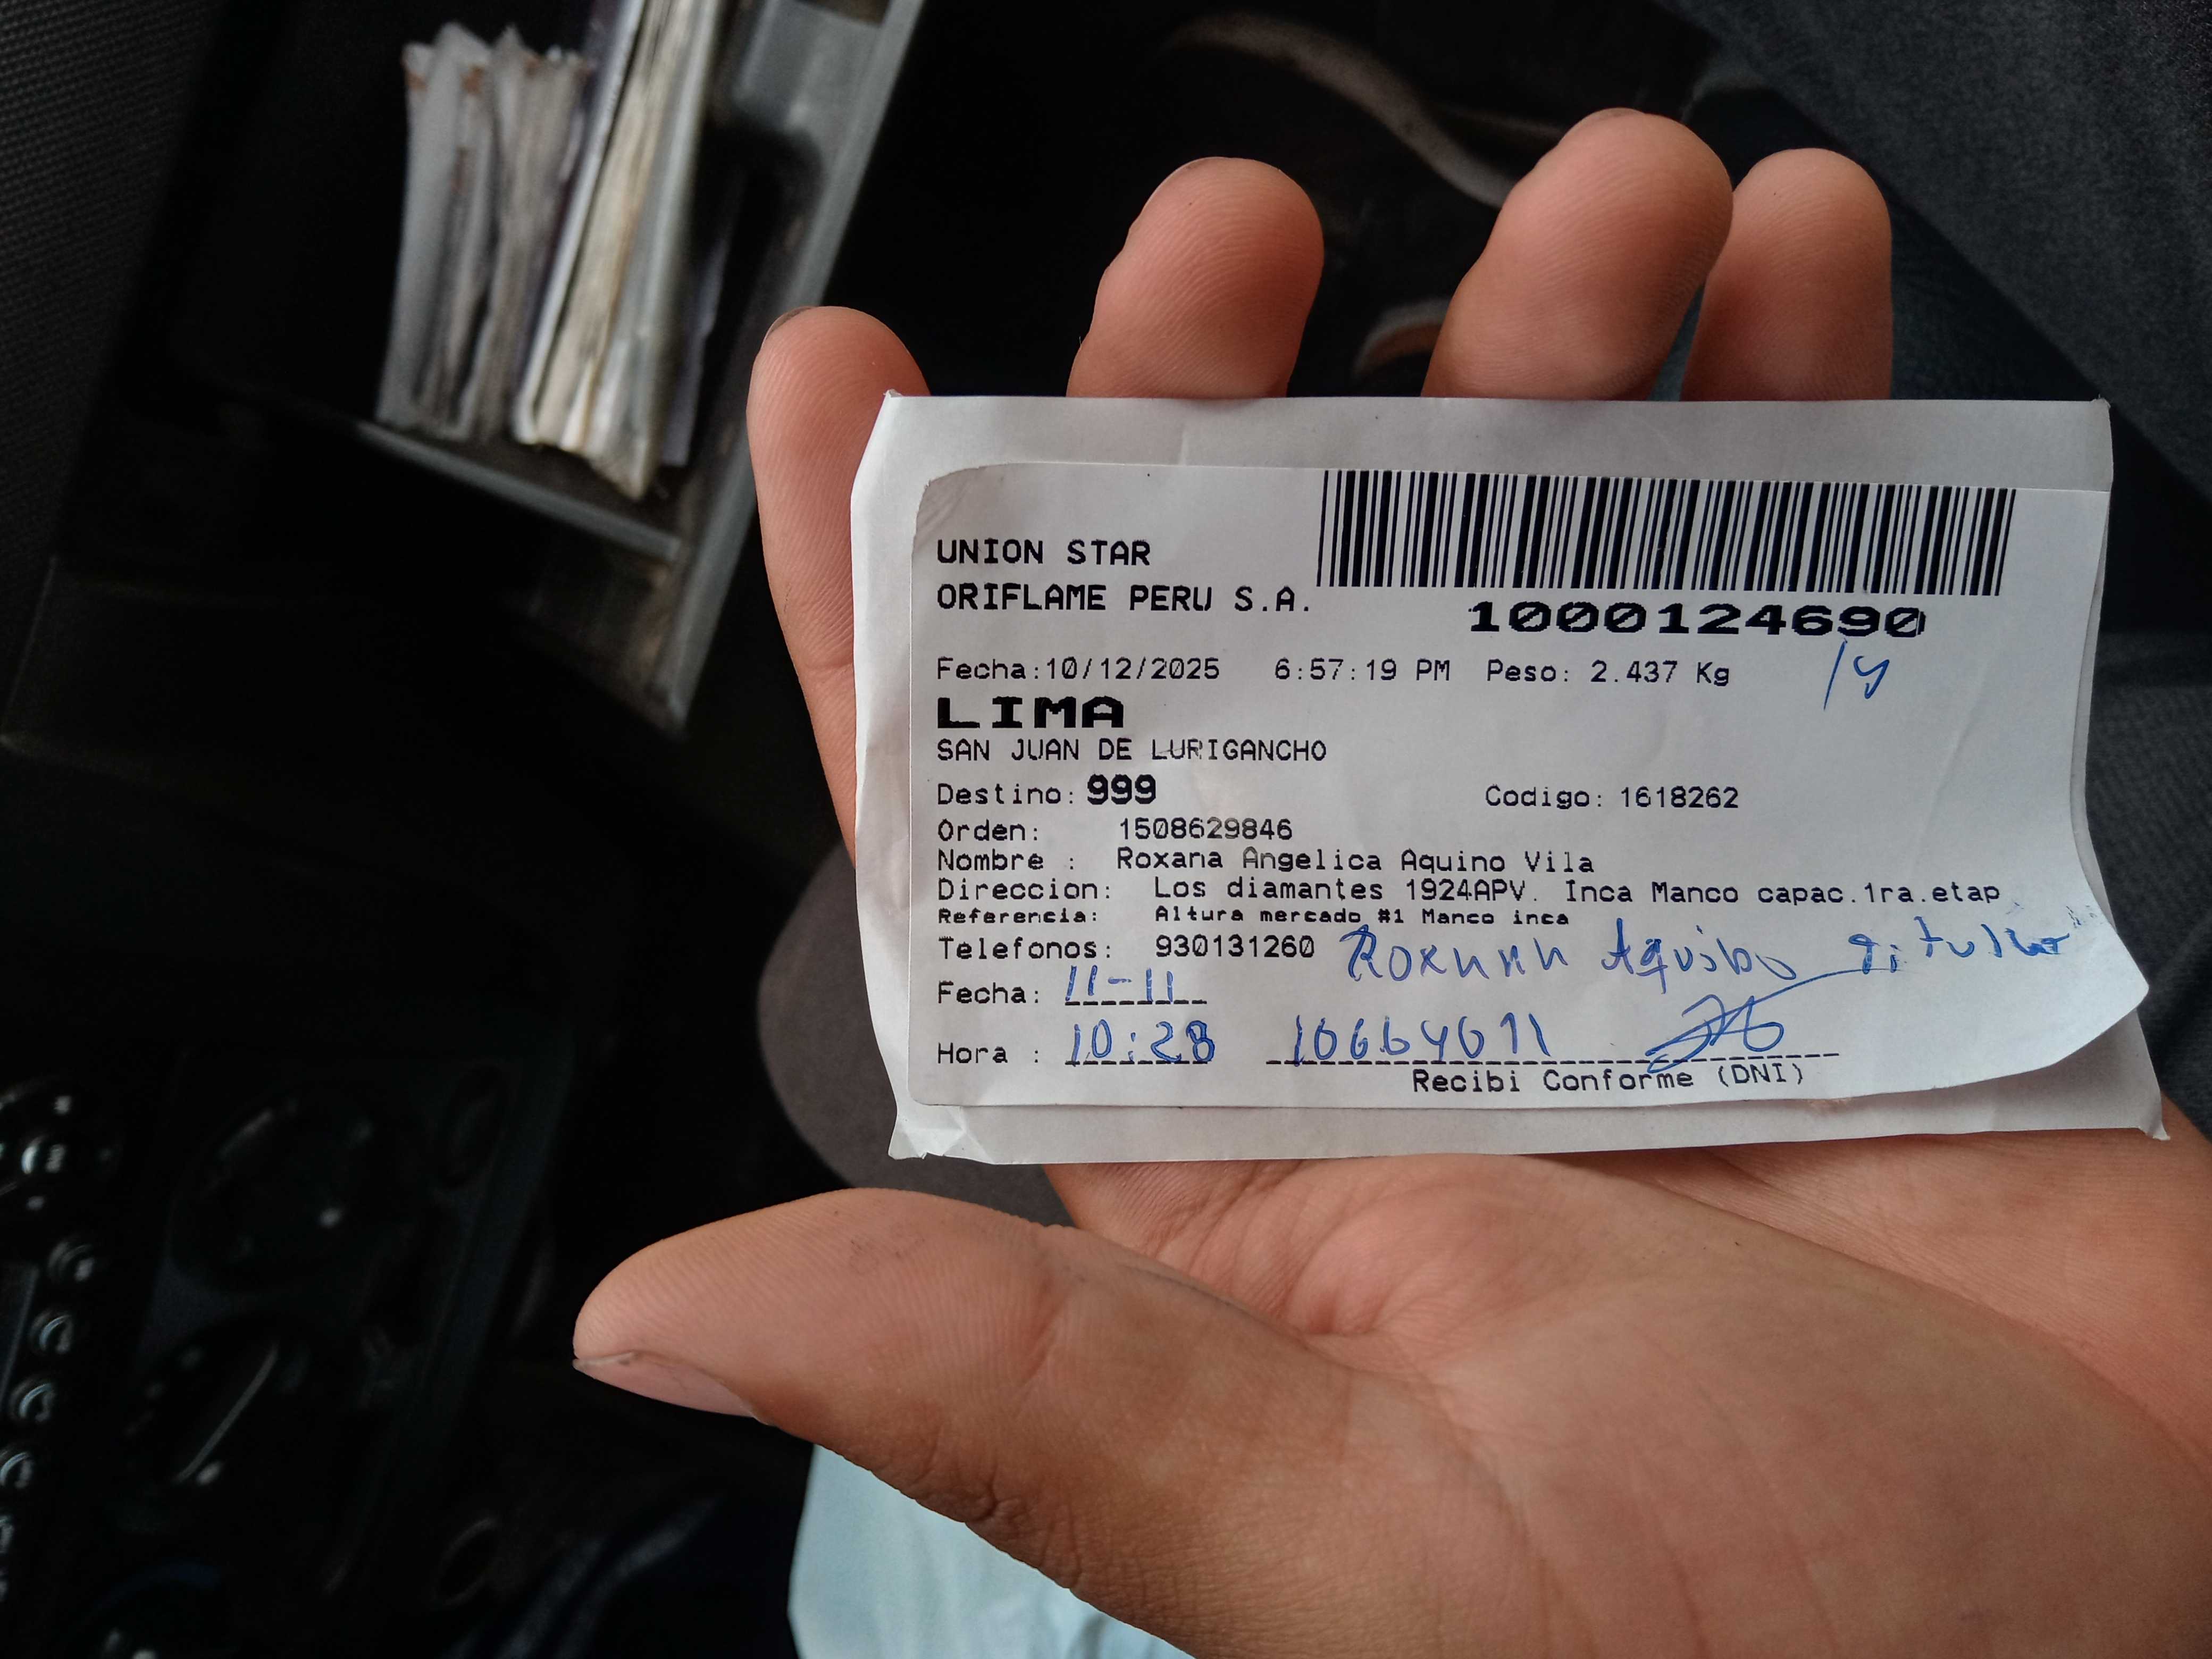 UNION STAR
ORIFLAME PERU S.A.
1000124690
Fecha:10/12/2025 6:57:19 PM Peso: 2.437 Kg
LIMA
SAN JUAN DE LURIGANCHO
Destino: 999 Codigo: 1618262
Orden: 1508629846
Nombre : Roxana Angelica Aquino Vila
Direccion: Los diamantes 1924APV. Inca Manco capac.1ra.etap
Referencia: Altura mercado #1 Manco inca
Telefonos: 930131260
Fecha: 11-11
Hora : 10:28
Recibi Conforme (DNI)